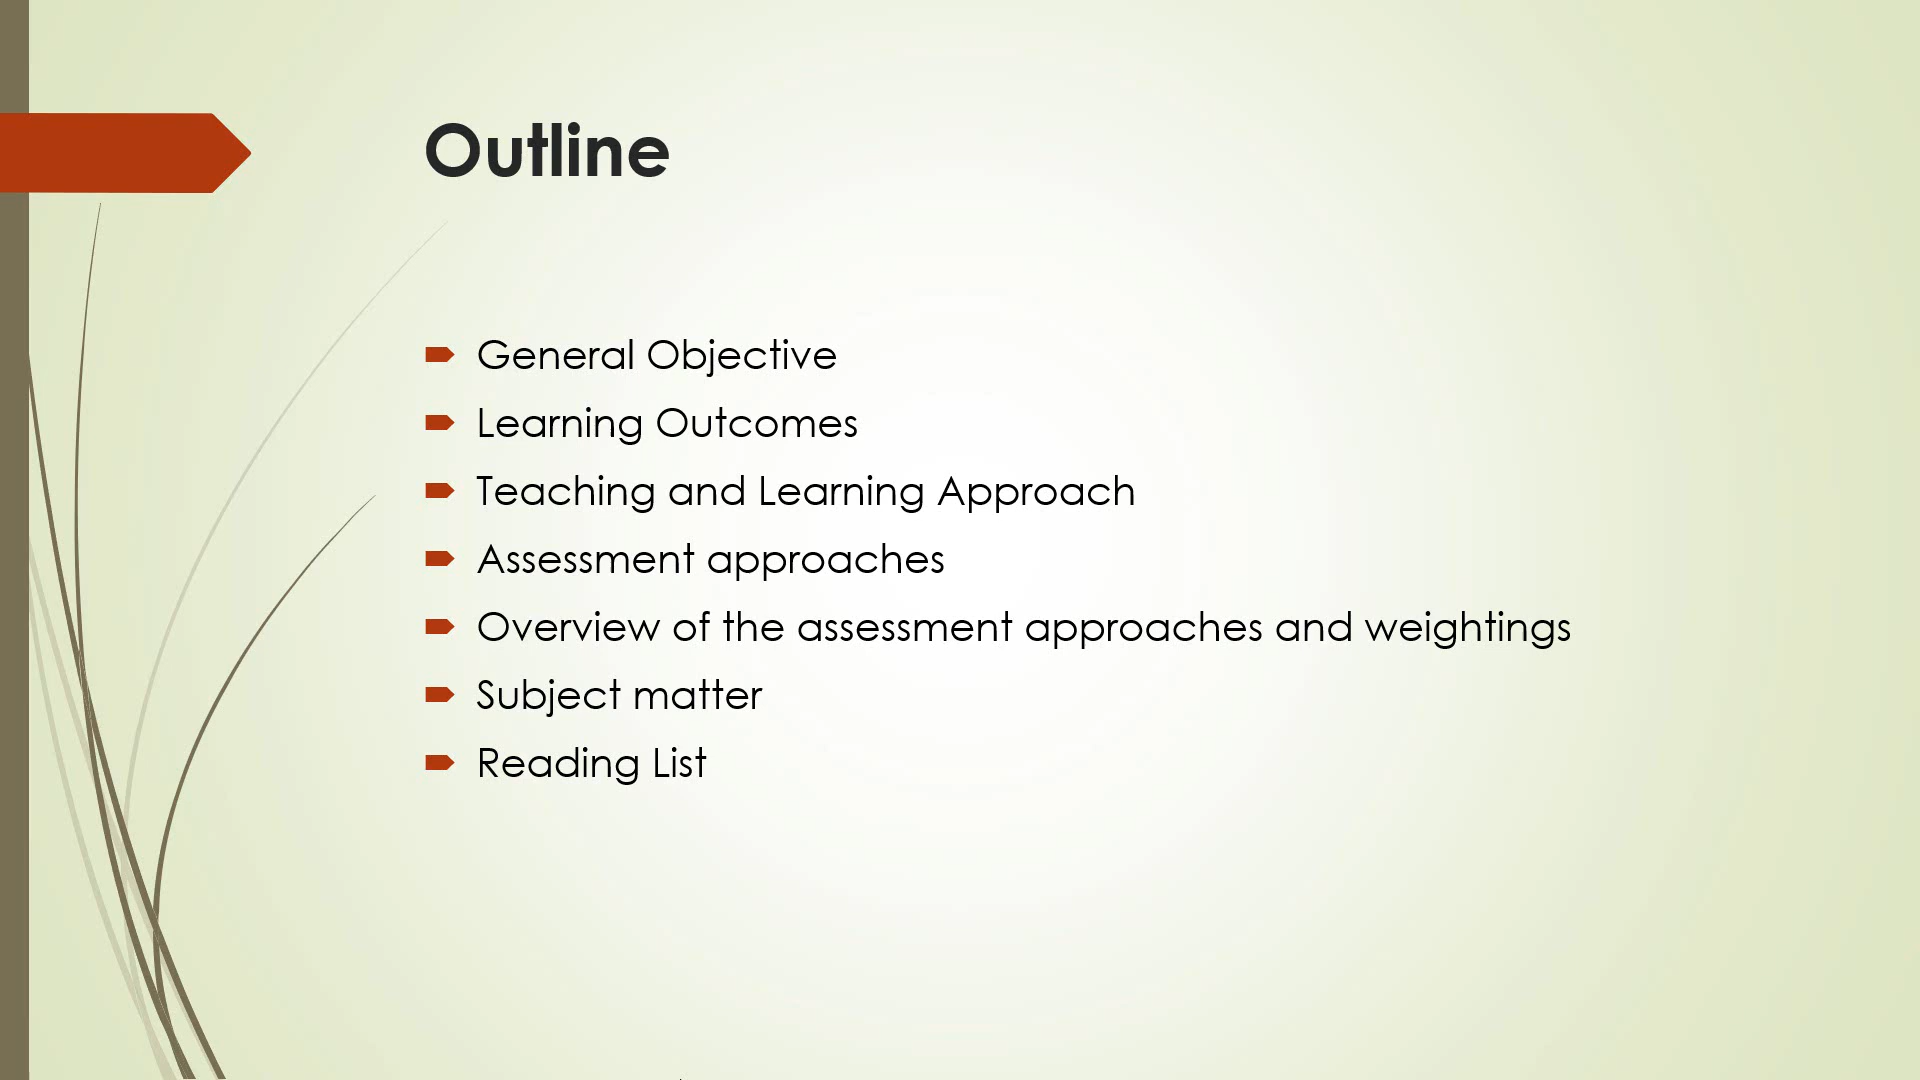 Outline
General Objective
Learning Outcomes
Teaching and Learning Approach
Assessment approaches
Overview of the assessment approaches and weightings
Subject matter
Reading List